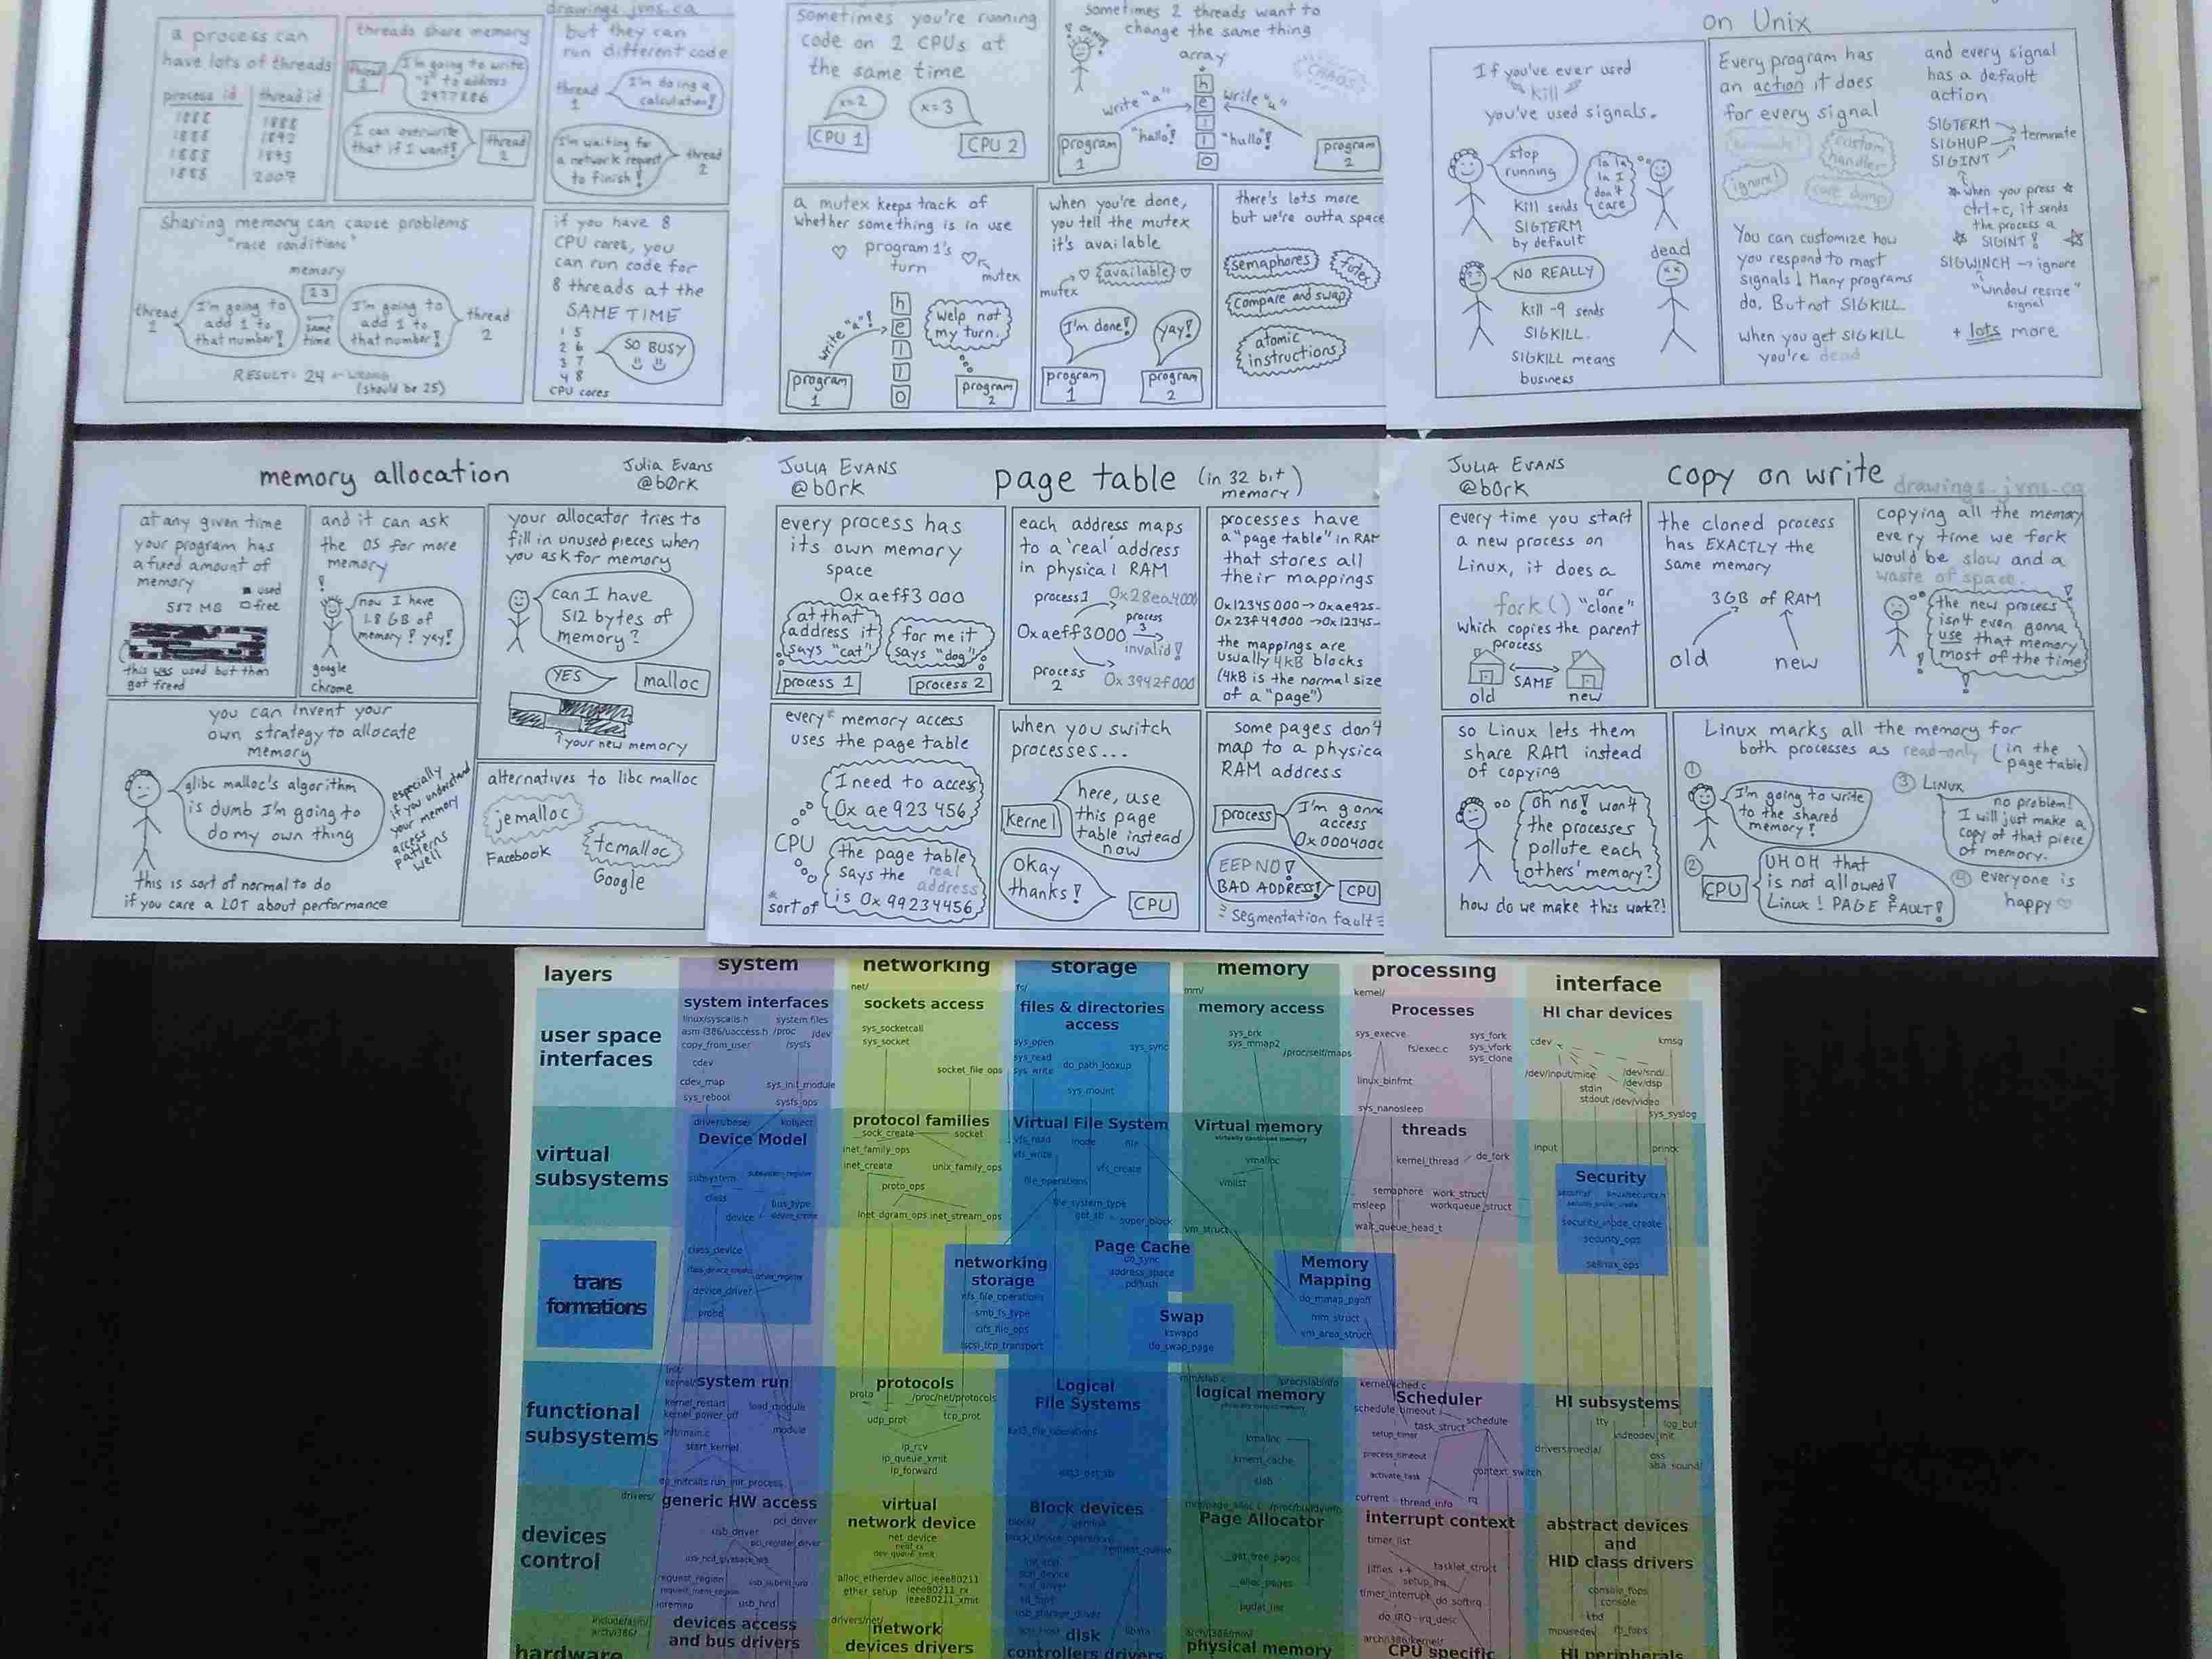 drawings.jvns.ca
a process can
have lots of threads
process id thread id
1888 1888
1888 1892
1888 1893
1888 2007
threads share memory
thread
I'm going to write
to address
2977886
I can overwrite
that if I want!
thread
2
but they can
run different code
thread
1
I'm doing a
calculation!
I'm waiting for
a network request
to finish!
thread
2
Sharing memory can cause problems
"race conditions"
memory
23
thread
1
I'm going to
add 1 to
that number!
same
time
I'm going to
add 1 to
that number!
thread
2
RESULT: 24 ← WRONG
(should be 25)
if you have 8
CPU cores, you
can run code for
8 threads at the
SAME TIME
1 5
2 6
3 7
4 8
CPU cores
SO BUSY
sometimes you're running
code on 2 CPUs at
the same time
x=2
x=3
CPU 1
CPU 2
sometimes 2 threads want to
change the same thing
array
CHAOS
write "a"
write "u"
h
e
l
l
o
"hallo!"
"hullo!"
program
1
program
2
a mutex keeps track of
whether something is in use
♡ program 1's ♡
turn
mutex
write "a"!
h
e
l
l
o
welp not
my turn.
program
1
program
2
when you're done,
you tell the mutex
it's available
♡ available ♡
mutex
I'm done!
yay!
program
1
program
2
there's lots more
but we're outta space
semaphores
futex
compare and swap
atomic
instructions
on Unix
If you've ever used
kill
you've used signals.
stop
running
la la
la I
don't
care
kill sends
SIGTERM
by default
NO REALLY
dead
kill -9 sends
SIGKILL.
SIGKILL means
business
Every program has
an action it does
for every signal
custom
handler
ignore!
core dump
You can customize how
you respond to most
signals! Many programs
do. But not SIGKILL.
when you get SIGKILL
you're dead
and every signal
has a default
action
SIGTERM
SIGHUP → terminate
SIGINT
when you press
ctrl+c, it sends
the process a
SIGINT!
SIGWINCH → ignore
"window resize"
signal
+ lots more
memory allocation
Julia Evans
@b0rk
at any given time
your program has
a fixed amount of
memory
used
587 MB free
this was used but then
got freed
and it can ask
the OS for more
memory
now I have
1.8 GB of
memory! yay!
google
chrome
your allocator tries to
fill in unused pieces when
you ask for memory
can I have
512 bytes of
memory?
YES
malloc
↑ your new memory
you can invent your
own strategy to allocate
memory
glibc malloc's algorithm
is dumb I'm going to
do my own thing
especially
if you understand
your memory
access
patterns
well
this is sort of normal to do
if you care a LOT about performance
alternatives to libc malloc
jemalloc
Facebook
tcmalloc
Google
JULIA EVANS
@b0rk
page table (in 32 bit
memory)
every process has
its own memory
space
0xaeff3 000
at that
address it
says "cat"
for me it
says "dog"
process 1
process 2
each address maps
to a 'real' address
in physical RAM
process1 0x28ea4000
0xaeff3000 process
3
invalid!
process
2 0x3942f000
processes have
a "page table" in RAM
that stores all
their mappings
0x12345000 → 0xae925-
0x23f49000 → 0x12345-
the mappings are
usually 4kB blocks
(4kB is the normal size
of a "page")
every* memory access
uses the page table
I need to access
0x ae 923 456
CPU
the page table
says the real
address
is 0x 99234456
* sort of
when you switch
processes...
kernel
here, use
this page
table instead
now
okay
thanks!
CPU
some pages don't
map to a physica
RAM address
process
I'm gonna
access
0x000400
EEP NO!
BAD ADDRESS!
CPU
Segmentation fault
JULIA EVANS
@b0rk
copy on write
drawings.jvns.ca
every time you start
a new process on
Linux, it does a
fork() or "clone"
which copies the parent
process
SAME
old new
the cloned process
has EXACTLY the
same memory
3GB of RAM
old new
copying all the memory
every time we fork
would be slow and a
waste of space.
the new process
isn't even gonna
use that memory
most of the time
so Linux lets them
share RAM instead
of copying
oh no! won't
the processes
pollute each
others' memory?
how do we make this work?!
Linux marks all the memory for
both processes as read-only (in the
page table)
①
I'm going to write
to the shared
memory!
②
CPU
UH OH that
is not allowed!
Linux! PAGE FAULT!
③ LINUX
no problem!
I will just make a
copy of that piece
of memory.
④ everyone is
happy ♡
layers
system
networking
storage
memory
processing
interface
user space
interfaces
system interfaces
linux/syscalls.h system files
asm-i386/uaccess.h /proc /dev
copy_from_user /sysfs
cdev
cdev_map sys_init_module
sys_reboot sysfs_ops
net/
sockets access
sys_socketcall
sys_socket
socket_file_ops
fs/
files & directories
access
sys_open
sys_read sys_sync
sys_write do_path_lookup
sys_mount
mm/
memory access
sys_brk
sys_mmap2
/proc/self/maps
kernel/
Processes
sys_execve sys_fork
fs/exec.c sys_vfork
sys_clone
linux_binfmt
sys_nanosleep
HI char devices
cdev kmsg
/dev/input/mice /dev/snd/
/dev/dsp
stdin
stdout /dev/video
sys_syslog
virtual
subsystems
drivers/base/ kobject
Device Model
subsystem subsystem_register
class
bus_type
device device_create
class_device
device_driver
probe
protocol families
sock_create socket
inet_family_ops
inet_create unix_family_ops
proto_ops
inet_dgram_ops inet_stream_ops
Virtual File System
vfs_read inode file
vfs_write
vfs_create
file_operations
file_system_type
get_sb
super_block
Virtual memory
vmalloc
vmlist
vm_struct
threads
kernel_thread do_fork
semaphore work_struct
msleep workqueue_struct
wait_queue_head_t
input printk
Security
security_inode_create
security_ops
selinux_ops
trans
formations
networking
storage
nfs_file_operations
smb_fs_type
cifs_file_ops
iscsi_tcp_transport
Page Cache
do_sync
address_space
pdflush
Swap
kswapd
do_swap_page
Memory
Mapping
do_mmap_pgoff
mm_struct
vm_area_struct
functional
subsystems
init/
kernel/ system run
kernel_restart load_module
kernel_power_off
init/main.c module
start_kernel
do_initcalls run_init_process
protocols
proto /proc/net/protocols
udp_prot tcp_prot
ip_rcv
ip_queue_xmit
ip_forward
Logical
File Systems
ext3_file_operations
ext3_get_sb
mm/slab.c /proc/slabinfo
logical memory
kmalloc
kmem_cache
slab
kernel/sched.c
Scheduler
schedule_timeout schedule
task_struct
setup_timer
process_timeout
activate_task context_switch
current thread_info rq
HI subsystems
tty log_buf
videodev_init
drivers/media/
oss
alsa sound/
devices
control
drivers/ generic HW access
pci_driver
usb_driver
pci_register_driver
usb_hcd_giveback_urb
request_region usb_submit_urb
request_mem_region
ioremap usb_hcd
virtual
network device
net_device
netif_rx
dev_queue_xmit
alloc_etherdev alloc_ieee80211
ether_setup ieee80211_rx
ieee80211_xmit
Block devices
block/ gendisk
block_device_operations
request_queue
scsi_device
scsi_driver
sd_fops
usb_storage_driver
mm/page_alloc.c /proc/buddyinfo
Page Allocator
__get_free_pages
__alloc_pages
pgdat_list
interrupt context
timer_list
jiffies ++ tasklet_struct
setup_irq
timer_interrupt do_softirq
do_IRQ irq_desc
abstract devices
and
HID class drivers
console_fops
console
kbd
mousedev fb_fops
hardware
include/asm/
arch/i386/
devices access
and bus drivers
drivers/net/
network
devices drivers
libata
disk
controllers drivers
arch/i386/mm/
physical memory
arch/i386/kernel/
CPU specific
HI peripherals